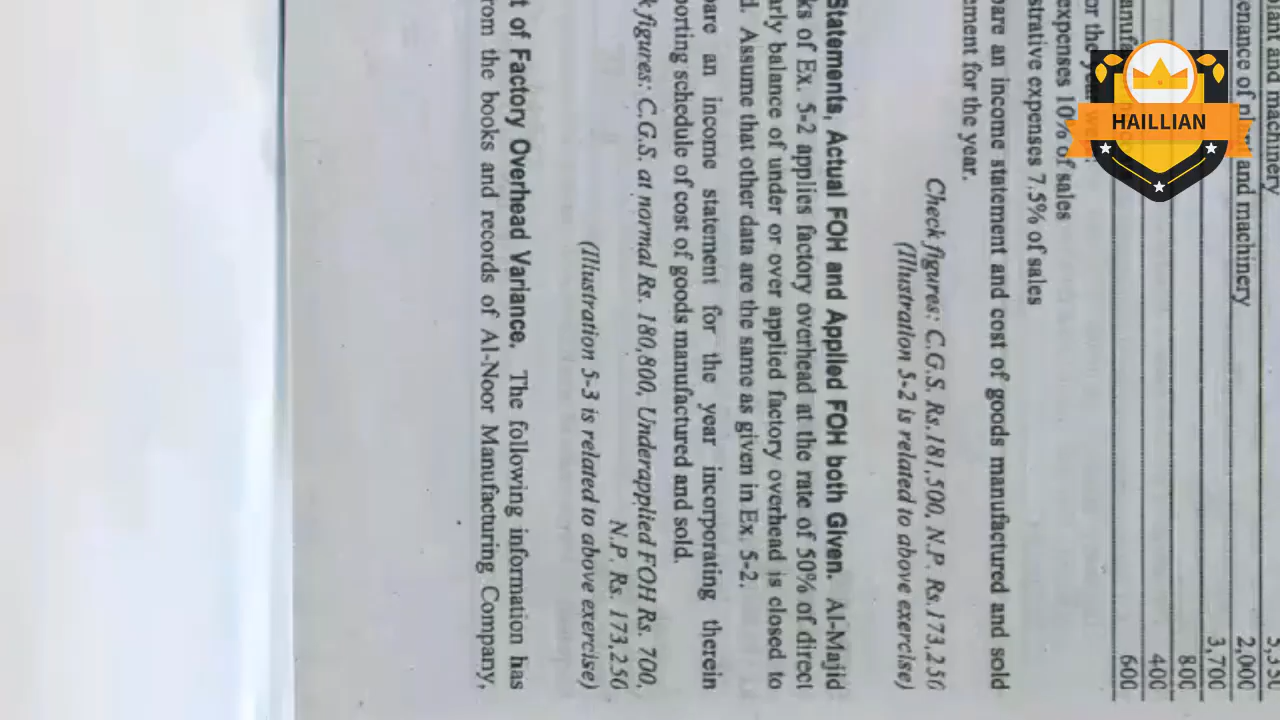 plant and machinery 5,350
enance of and machinery 2,000
3,700
800
400
600
or the
expenses 10% of sales
strative expenses 7.5% of sales
are an income statement and cost of goods manufactured and sold
ement for the year.
Check figures: C.G.S. Rs.181,500, N.P. Rs.173,250
(Illustration 5-2 is related to above exercise)
Statements, Actual FOH and Applied FOH both Given. Al-Majid
ks of Ex. 5-2 applies factory overhead at the rate of 50% of direct
arly balance of under or over applied factory overhead is closed to
d. Assume that other data are the same as given in Ex. 5-2.
are an income statement for the year incorporating therein
porting schedule of cost of goods manufactured and sold.
k figures: C.G.S. at normal Rs. 180,800, Underapplied FOH Rs. 700,
N.P. Rs. 173,250
(Illustration 5-3 is related to above exercise)
t of Factory Overhead Variance. The following information has
rom the books and records of Al-Noor Manufacturing Company,
HAILLIAN